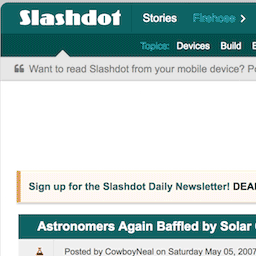 Slashdot Stories Firehose >
Topics: Devices Build
Want to read Slashdot from your mobile device?
Sign up for the Slashdot Daily Newsletter! DEA
Astronomers Again Baffled by Solar
Posted by CowboyNeal on Saturday May 05, 2007